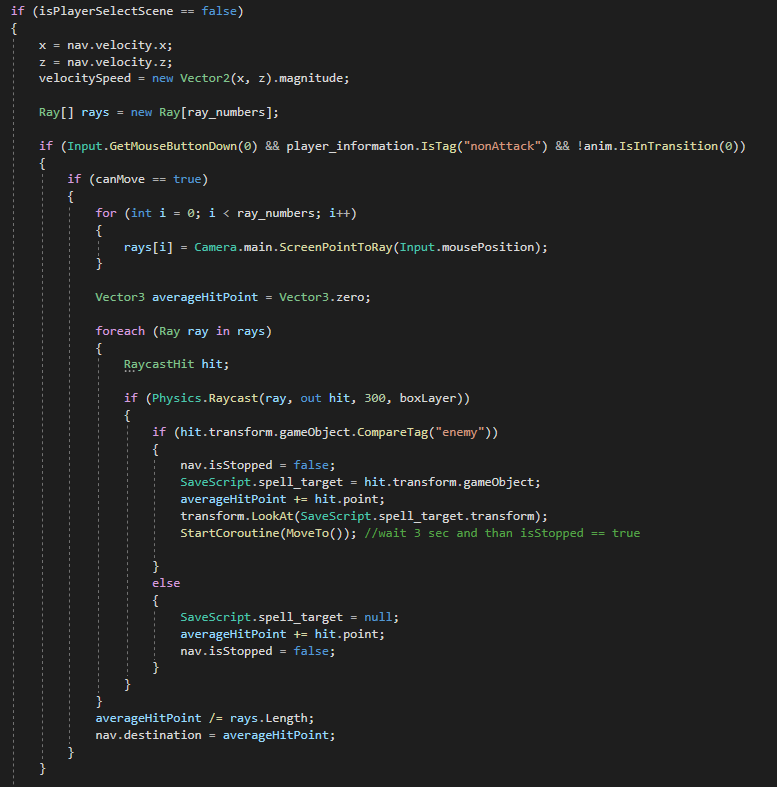 if (isPlayerSelectScene == false)
{
x = nav.velocity.x;
z = nav.velocity.z;
velocitySpeed = new Vector2(x, z).magnitude;
Ray[] rays = new Ray[ray_numbers];
if (Input.GetMouseButtonDown(0) && player_information.IsTag("nonAttack") && !anim.IsInTransition(0))
{
if (canMove == true)
{
for (int i = 0; i < ray_numbers; i++)
{
rays[i] = Camera.main.ScreenPointToRay(Input.mousePosition);
}
Vector3 averageHitPoint = Vector3.zero;
foreach (Ray ray in rays)
{
RaycastHit hit;
if (Physics.Raycast(ray, out hit, 300, boxLayer))
{
if (hit.transform.gameObject.CompareTag("enemy"))
{
nav.isStopped = false;
SaveScript.spell_target = hit.transform.gameObject;
averageHitPoint += hit.point;
transform.LookAt(SaveScript.spell_target.transform);
StartCoroutine(MoveTo()); //wait 3 sec and than isStopped == true
}
else
{
SaveScript.spell_target = null;
averageHitPoint += hit.point;
nav.isStopped = false;
}
}
}
averageHitPoint /= rays.Length;
nav.destination = averageHitPoint;
}
}